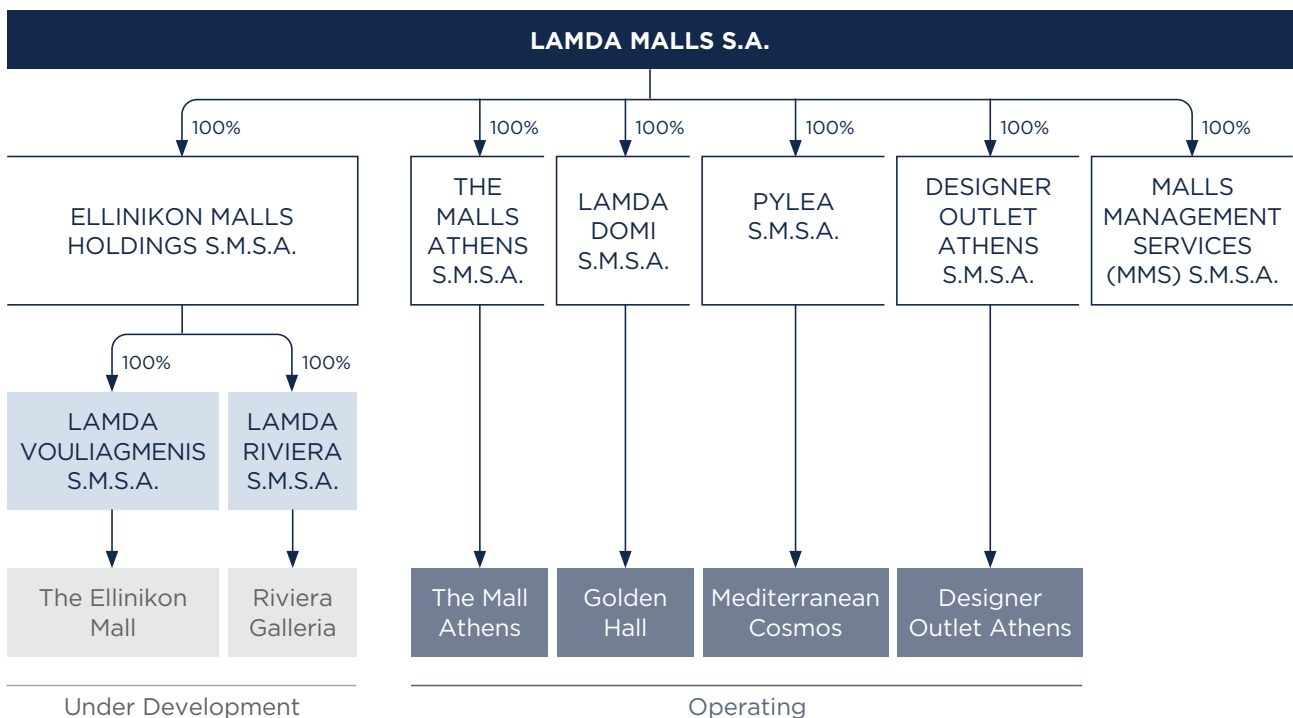 LAMDA MALLS S.A.
100%
100%
100%
100%
100%
100%
ELLINIKON MALLS
HOLDINGS S.M.S.A.
THE
MALLS
ATHENS
S.M.S.A.
LAMDA
DOMI
S.M.S.A.
PYLEA
S.M.S.A.
DESIGNER
OUTLET
ATHENS
S.M.S.A.
MALLS
MANAGEMENT
SERVICES
(MMS) S.M.S.A.
100%
100%
LAMDA
VOULIAGMENIS
S.M.S.A.
LAMDA
RIVIERA
S.M.S.A.
The Ellinikon
Mall
Riviera
Galleria
The Mall
Athens
Golden
Hall
Mediterranean
Cosmos
Designer
Outlet Athens
Under Development
Operating